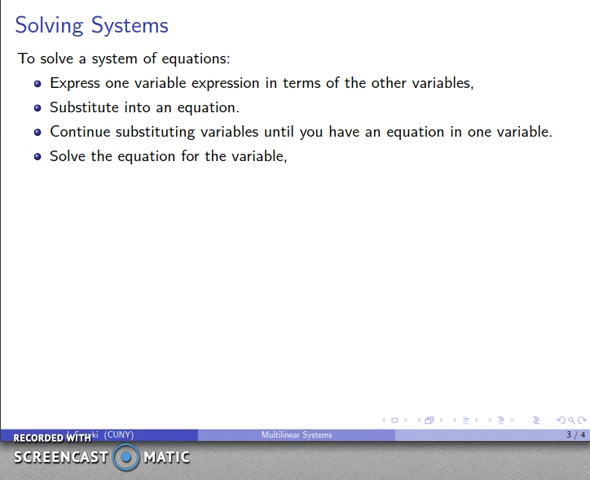 Solving Systems
To solve a system of equations:
Express one variable expression in terms of the other variables,
Substitute into an equation.
Continue substituting variables until you have an equation in one variable.
Solve the equation for the variable,
(CUNY) Multilinear Systems 3 / 4
RECORDED WITH
SCREENCAST MATIC